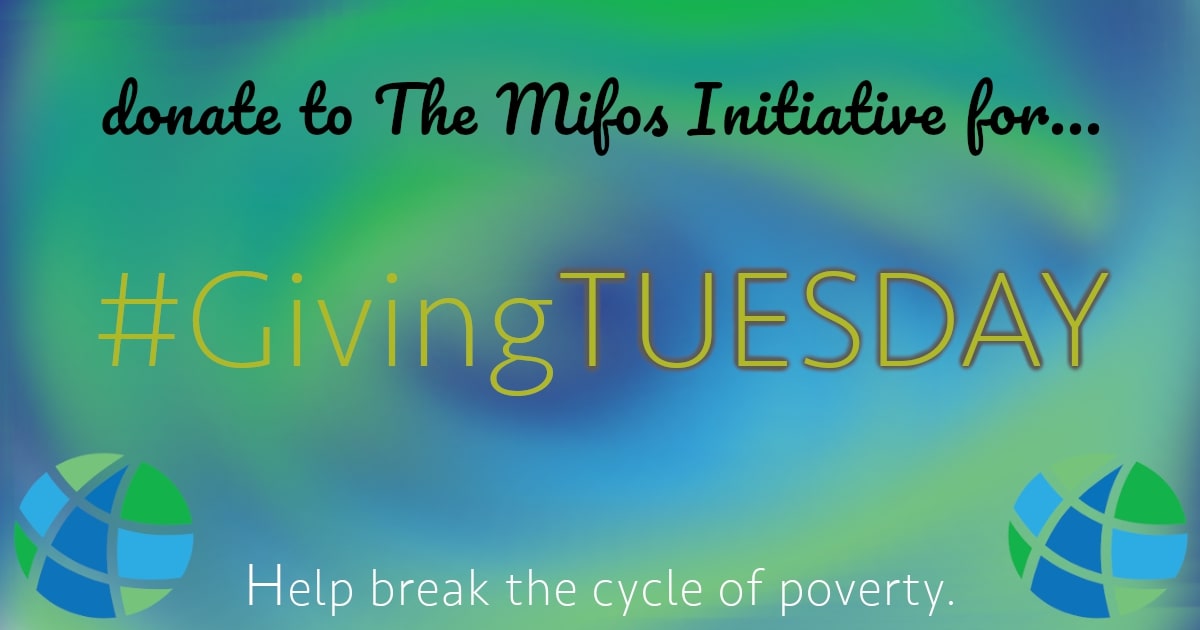 donate to The Mifos Initiative for...
#GivingTUESDAY
Help break the cycle of poverty.